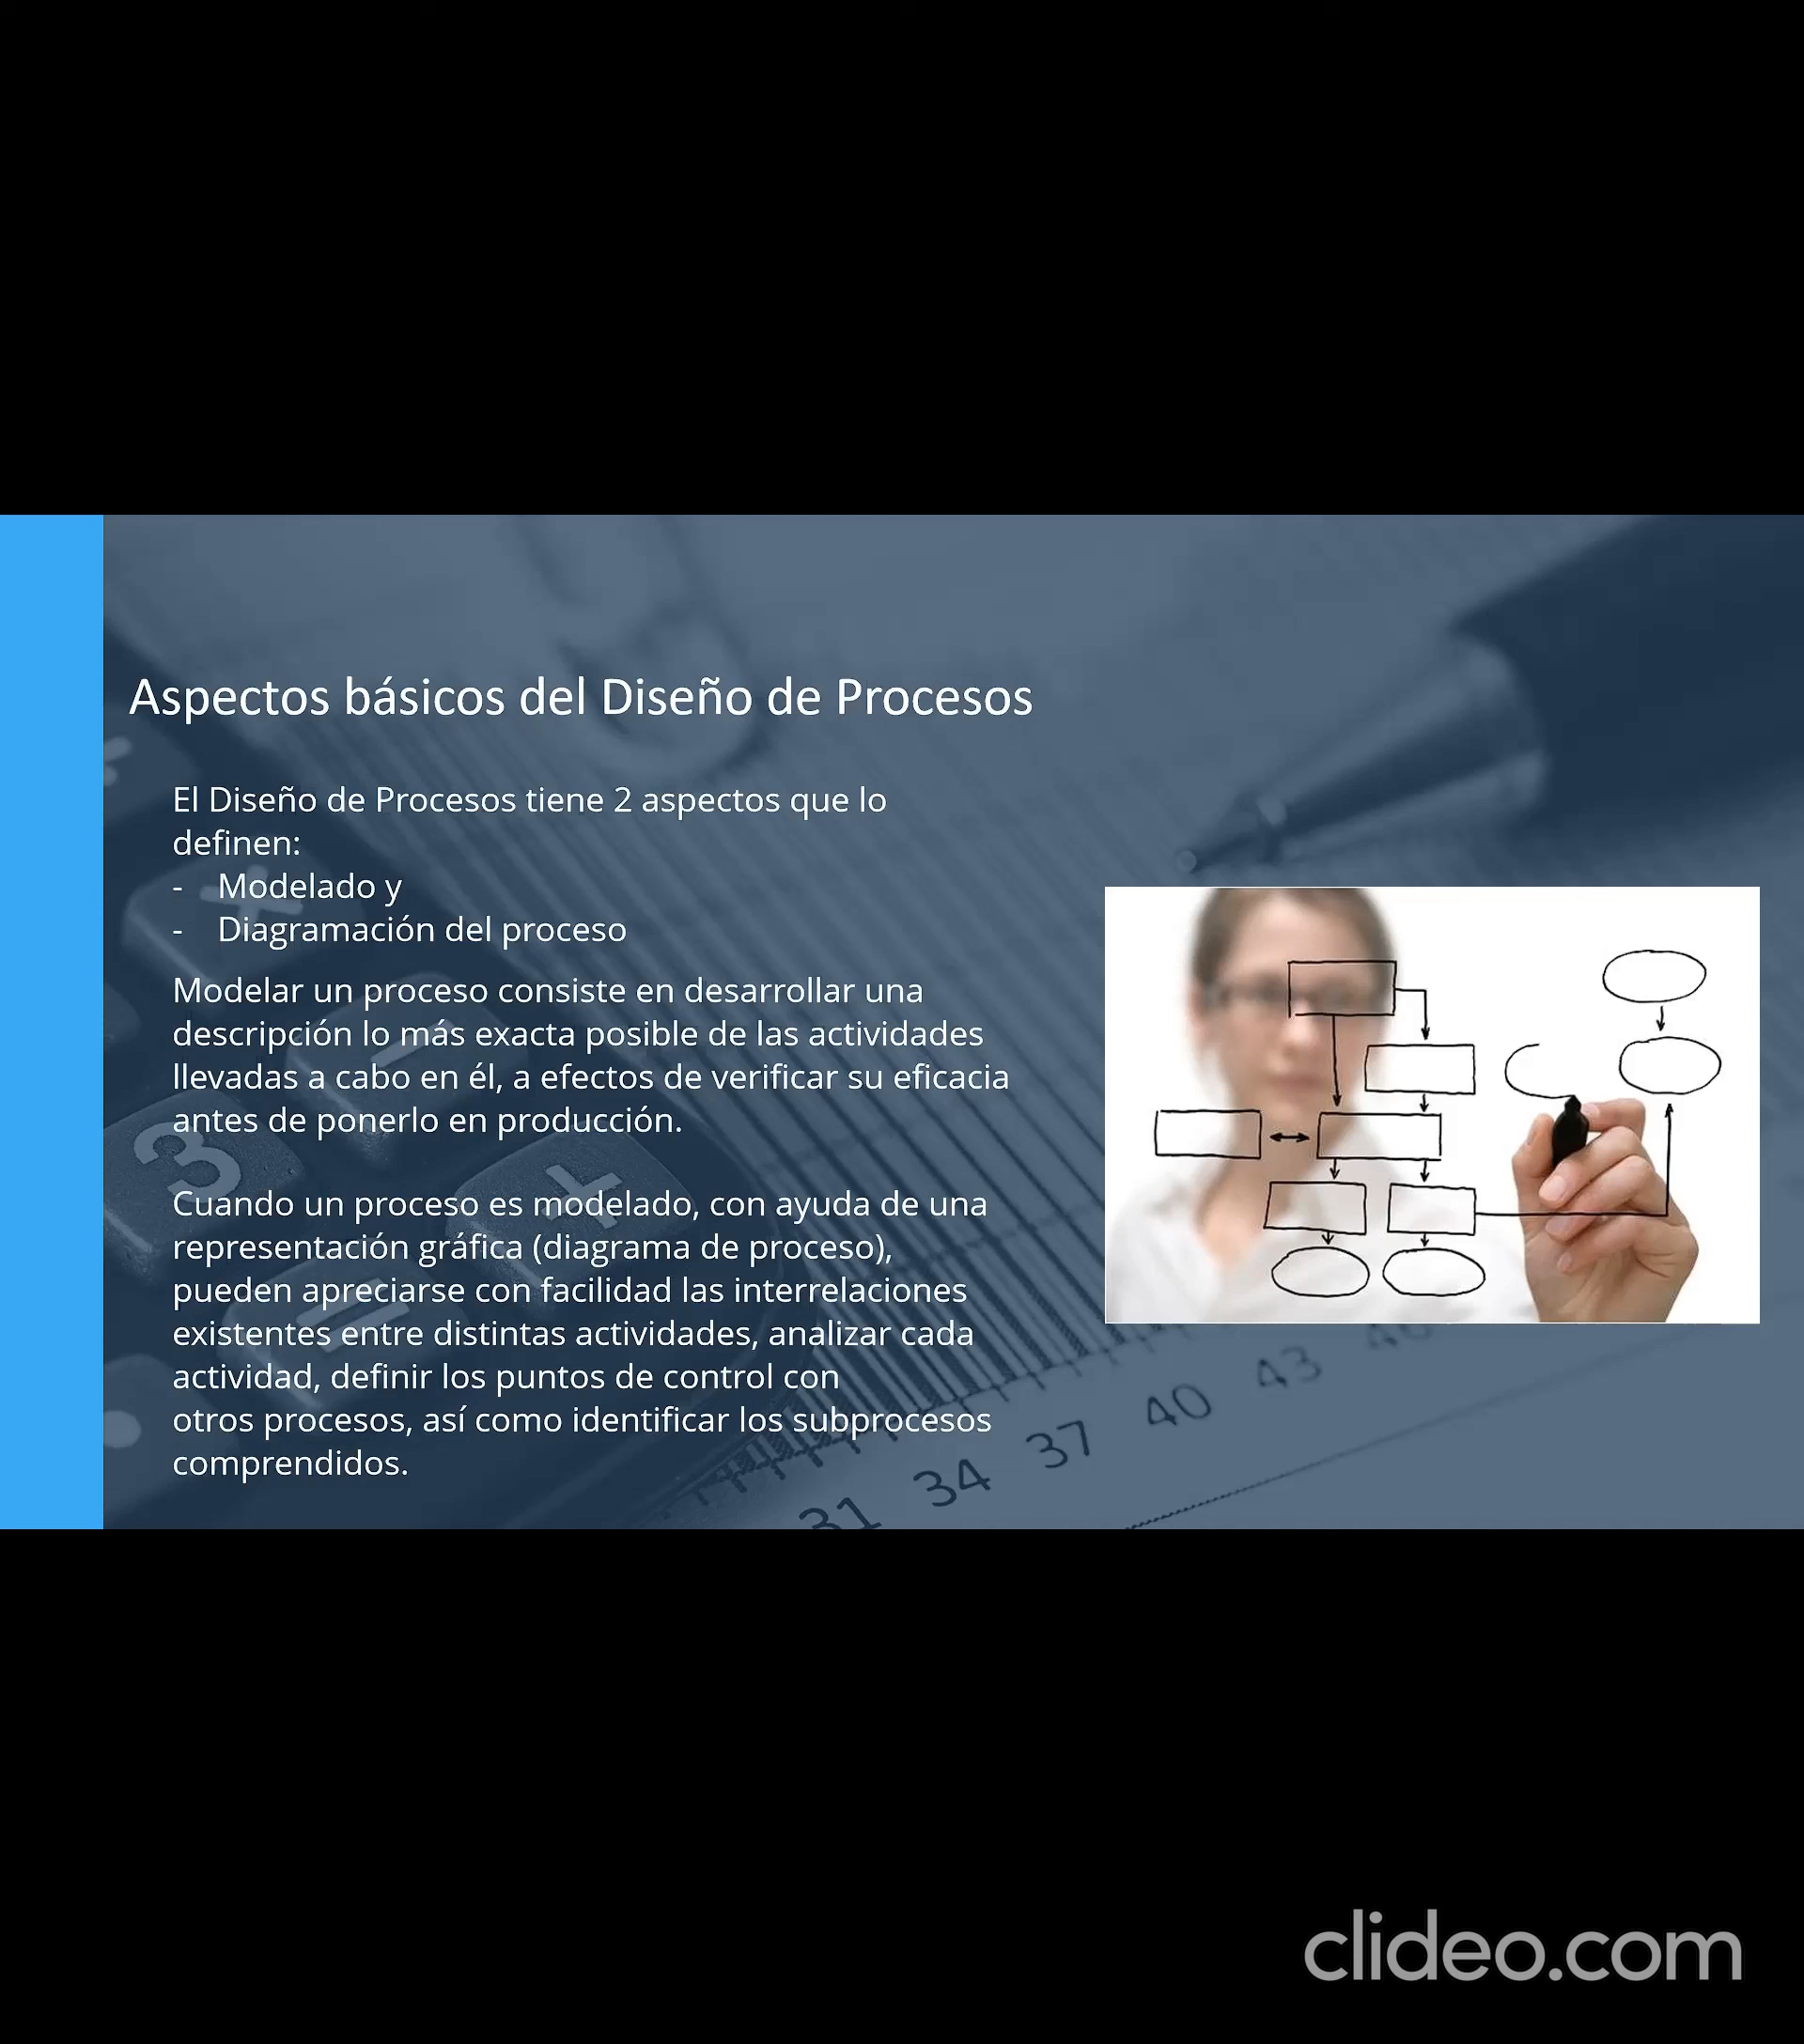 Aspectos básicos del Diseño de Procesos
El Diseño de Procesos tiene 2 aspectos que lo
definen:
- Modelado y
- Diagramación del proceso
Modelar un proceso consiste en desarrollar una
descripción lo más exacta posible de las actividades
llevadas a cabo en él, a efectos de verificar su eficacia
antes de ponerlo en producción.
Cuando un proceso es modelado, con ayuda de una
representación gráfica (diagrama de proceso),
pueden apreciarse con facilidad las interrelaciones
existentes entre distintas actividades, analizar cada
actividad, definir los puntos de control con
otros procesos, así como identificar los subprocesos
comprendidos.
3
×
-
+
=
31 34 37 40 43 46
clideo.com